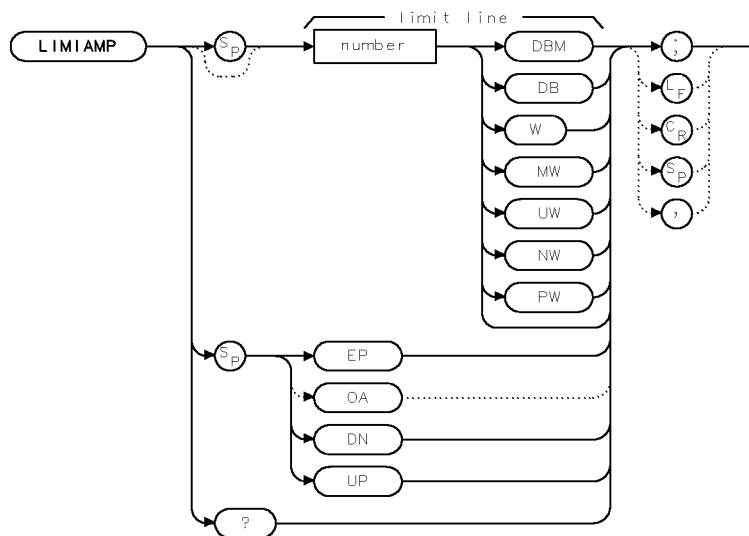 limit line
LIMIAMP SP number DBM ;
DB LF
W CR
MW SP
UW ,
NW
PW
SP EP
OA
DN
UP
?